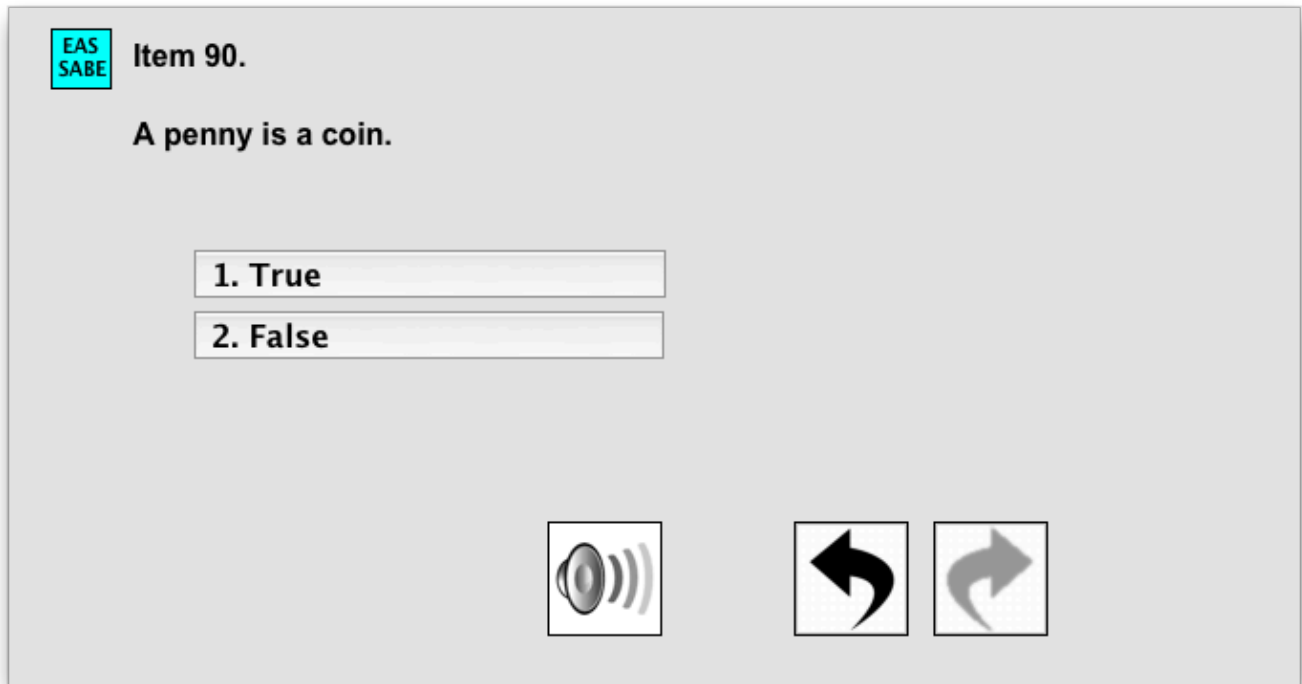 EAS
SABE
Item 90.
A penny is a coin.
1. True
2. False